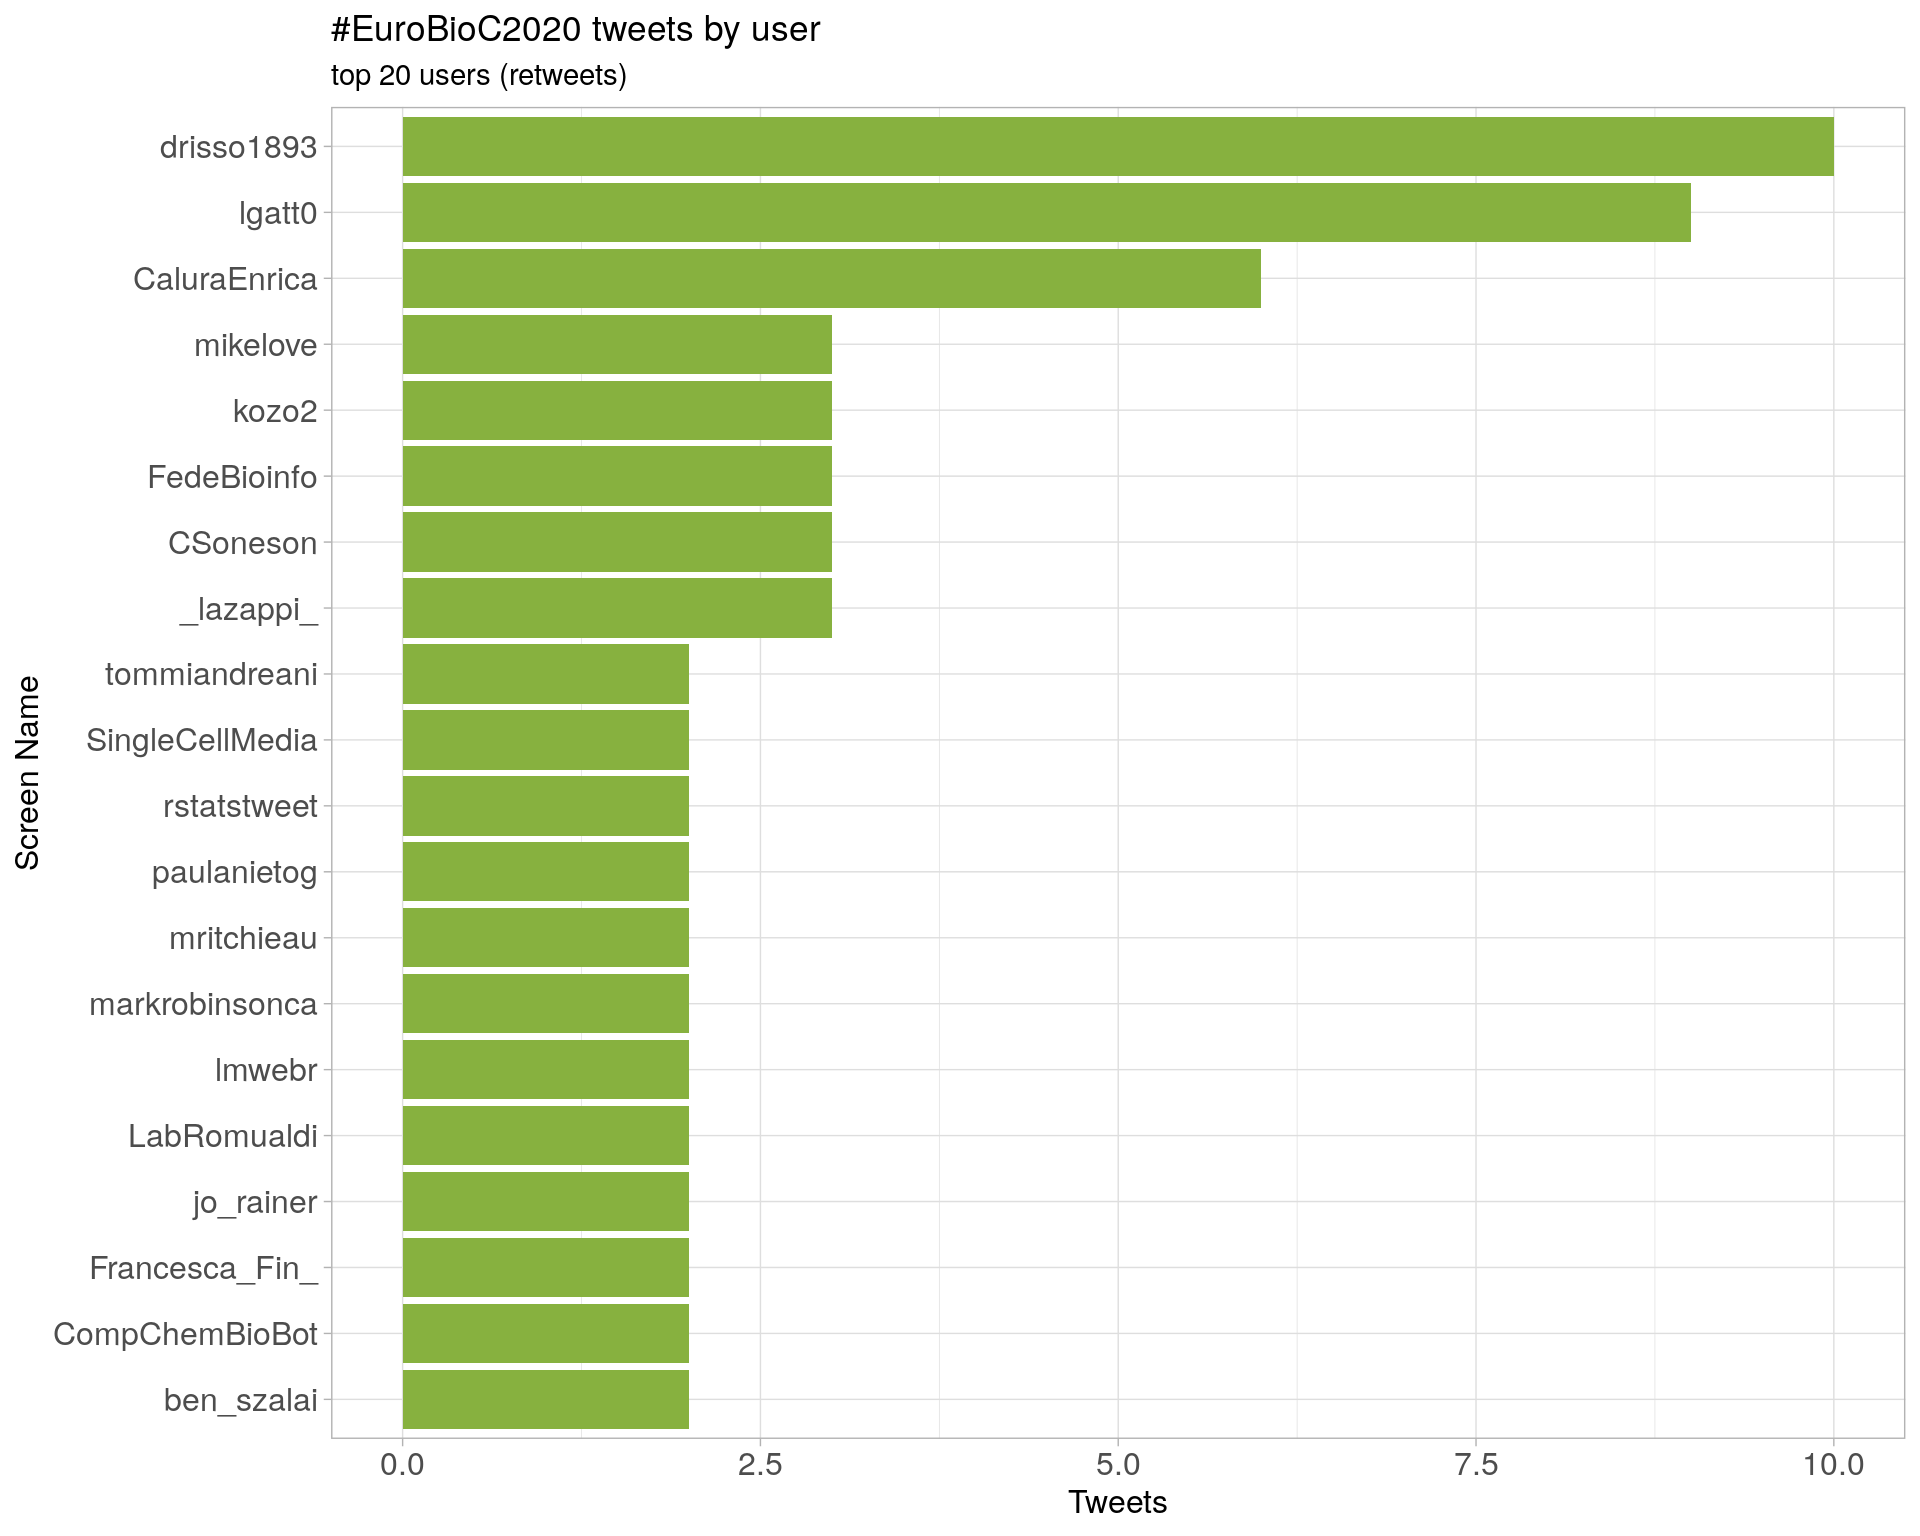 #EuroBioC2020 tweets by user
top 20 users (retweets)
drisso1893
lgatt0
CaluraEnrica
mikelove
kozo2
FedeBioinfo
CSoneson
_lazappi_
tommiandreani
SingleCellMedia
rstatstweet
paulanietog
mritchieau
markrobinsonca
lmwebr
LabRomualdi
jo_rainer
Francesca_Fin_
CompChemBioBot
ben_szalai
Screen Name
0.0 2.5 5.0 7.5 10.0
Tweets